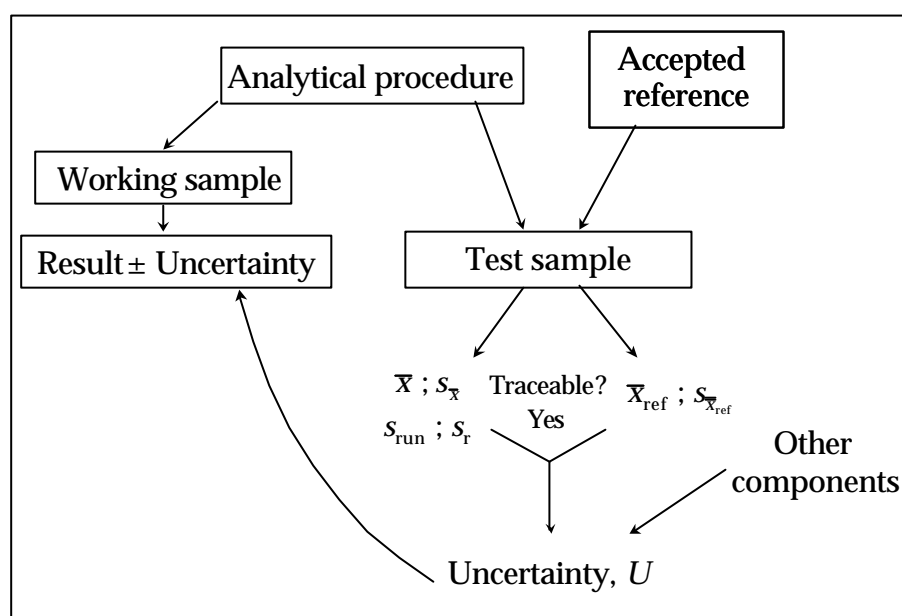 Analytical procedure
Accepted
reference
Working sample
Result ± Uncertainty
Test sample
x̅ ; s_x̅
Traceable?
Yes
x̅_ref ; s_x̅_ref
s_run ; s_r
Other
components
Uncertainty, U